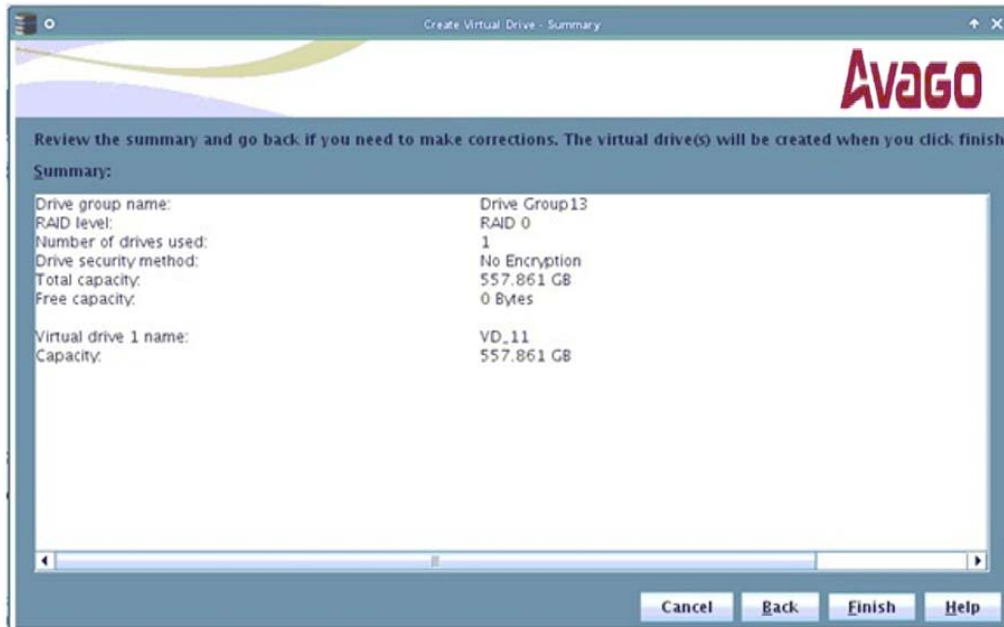 Create Virtual Drive - Summary
AVAGO
Review the summary and go back if you need to make corrections. The virtual drive(s) will be created when you click finish
Summary:
Drive group name: Drive Group13
RAID level: RAID 0
Number of drives used: 1
Drive security method: No Encryption
Total capacity: 557.861 GB
Free capacity: 0 Bytes
Virtual drive 1 name: VD_11
Capacity: 557.861 GB
Cancel Back Finish Help